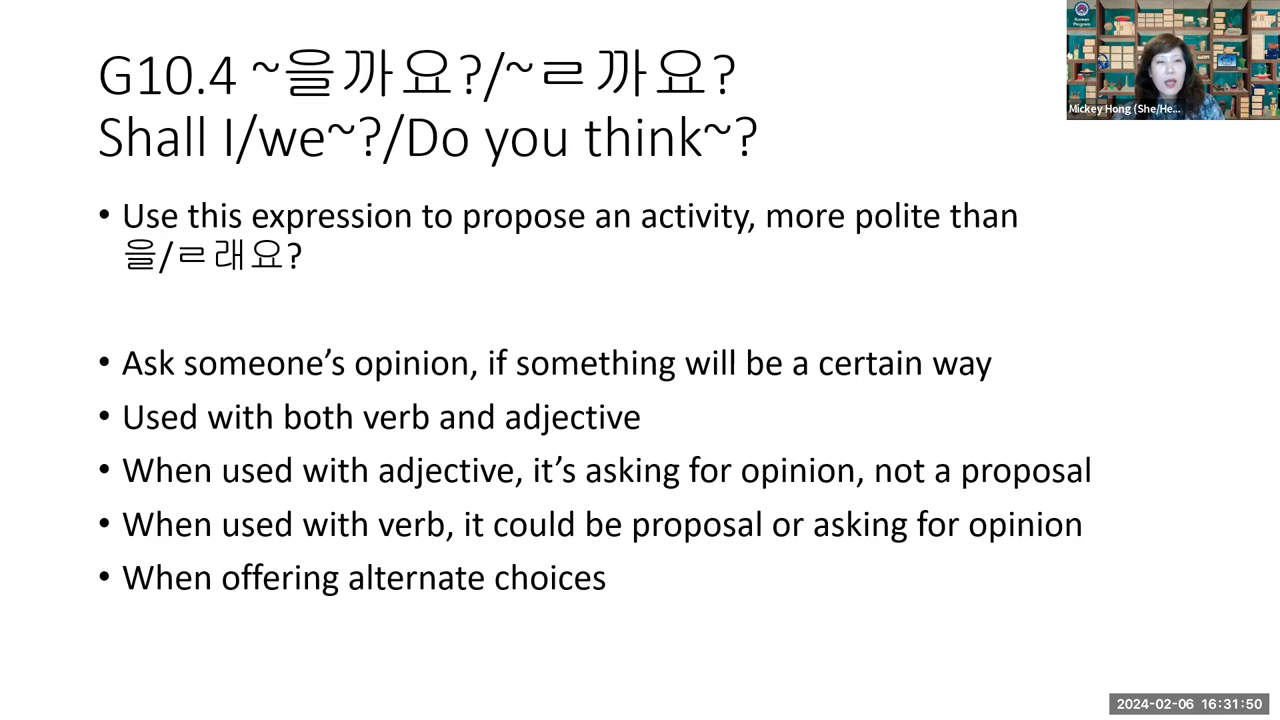 G10.4 ~을까요?/~ㄹ까요?
Shall I/we~?/Do you think~?
• Use this expression to propose an activity, more polite than
을/ㄹ래요?
• Ask someone’s opinion, if something will be a certain way
• Used with both verb and adjective
• When used with adjective, it’s asking for opinion, not a proposal
• When used with verb, it could be proposal or asking for opinion
• When offering alternate choices
Korean
Program
Mickey Hong (She/He...
2024-02-06 16:31:50